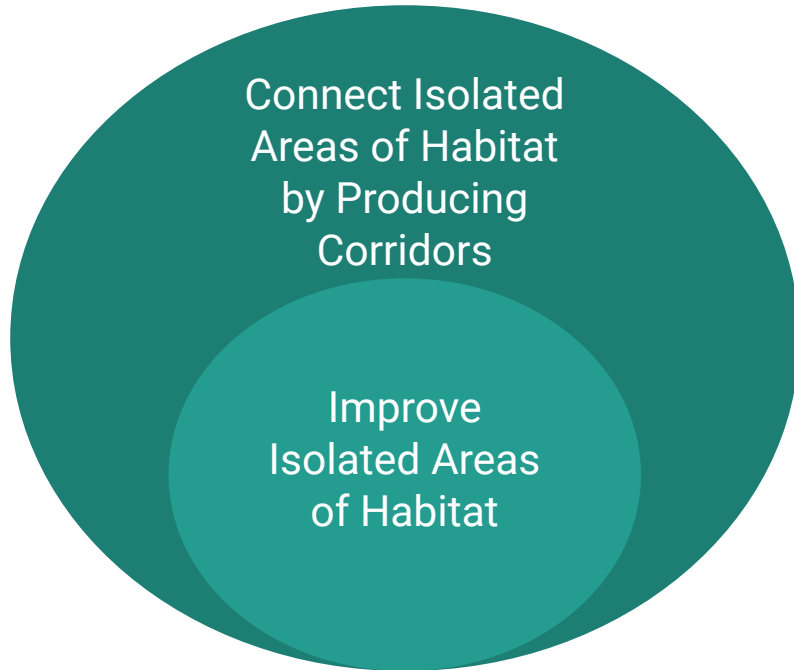 Connect Isolated
Areas of Habitat
by Producing
Corridors
Improve
Isolated Areas
of Habitat